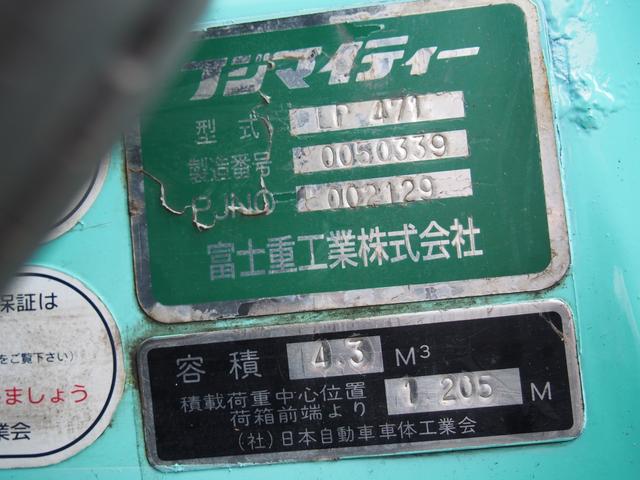 フジマイティー
型式 LP 471
製造番号 0050339
PJNO 002129
富士重工業株式会社
容積 4.3 M³
積載荷重中心位置
荷箱前端より 1 205 M
(社)日本自動車車体工業会
保証は
をご覧下さい)
ましょう
業会